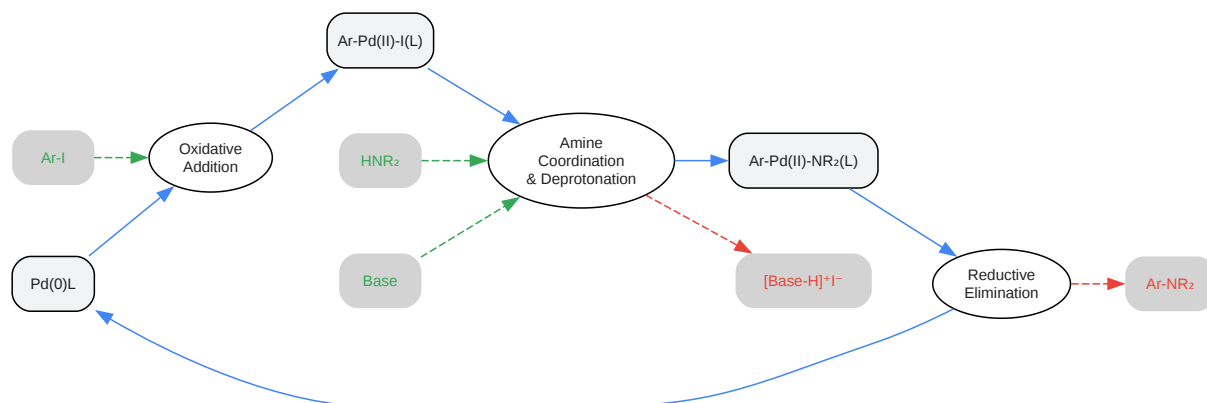 Ar-Pd(II)-I(L)
Ar-I
Oxidative
Addition
HNR₂
Amine
Coordination
& Deprotonation
Ar-Pd(II)-NR₂(L)
Pd(0)L
Base
[Base-H]⁺I⁻
Reductive
Elimination
Ar-NR₂